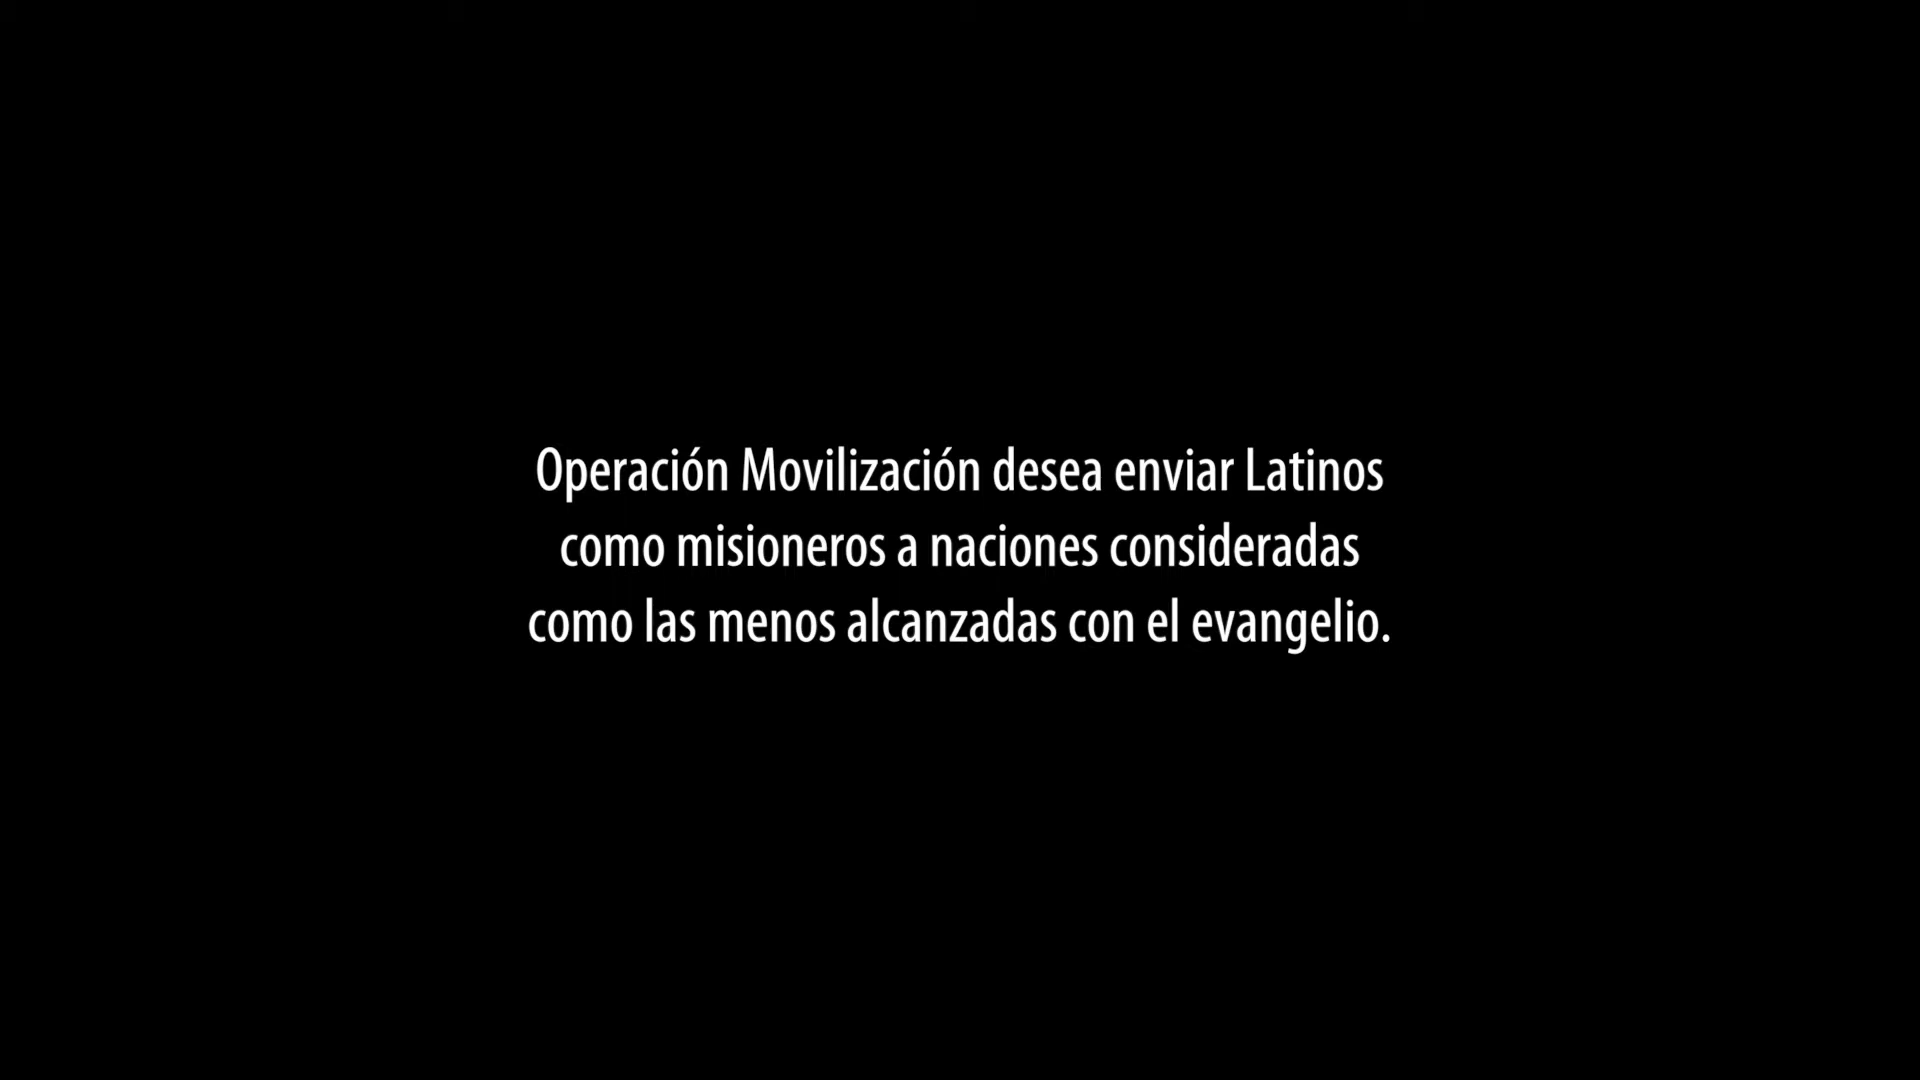 Operación Movilización desea enviar Latinos
como misioneros a naciones consideradas
como las menos alcanzadas con el evangelio.